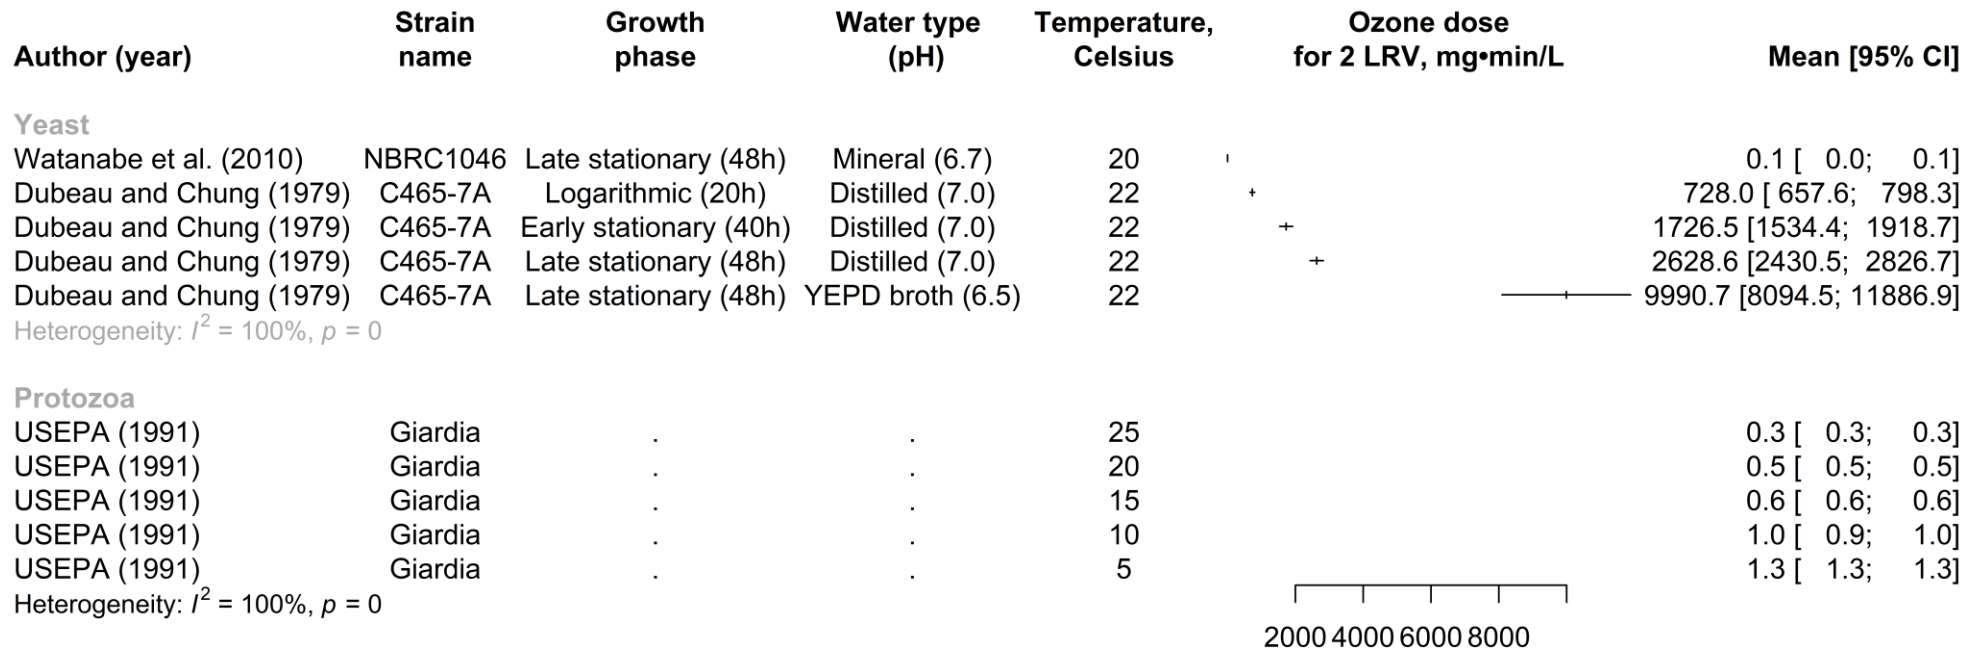 Author (year) Strain name Growth phase Water type (pH) Temperature, Celsius Ozone dose for 2 LRV, mg•min/L Mean [95% CI]
Yeast
Watanabe et al. (2010) NBRC1046 Late stationary (48h) Mineral (6.7) 20 0.1 [ 0.0; 0.1]
Dubeau and Chung (1979) C465-7A Logarithmic (20h) Distilled (7.0) 22 728.0 [ 657.6; 798.3]
Dubeau and Chung (1979) C465-7A Early stationary (40h) Distilled (7.0) 22 1726.5 [1534.4; 1918.7]
Dubeau and Chung (1979) C465-7A Late stationary (48h) Distilled (7.0) 22 2628.6 [2430.5; 2826.7]
Dubeau and Chung (1979) C465-7A Late stationary (48h) YEPD broth (6.5) 22 9990.7 [8094.5; 11886.9]
Heterogeneity: I² = 100%, p = 0
Protozoa
USEPA (1991) Giardia . . 25 0.3 [ 0.3; 0.3]
USEPA (1991) Giardia . . 20 0.5 [ 0.5; 0.5]
USEPA (1991) Giardia . . 15 0.6 [ 0.6; 0.6]
USEPA (1991) Giardia . . 10 1.0 [ 0.9; 1.0]
USEPA (1991) Giardia . . 5 1.3 [ 1.3; 1.3]
Heterogeneity: I² = 100%, p = 0
2000 4000 6000 8000